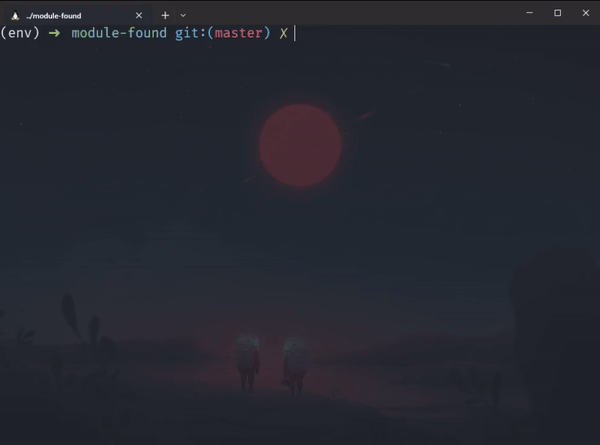 ../module-found
(env) ➜ module-found git:(master) ✗